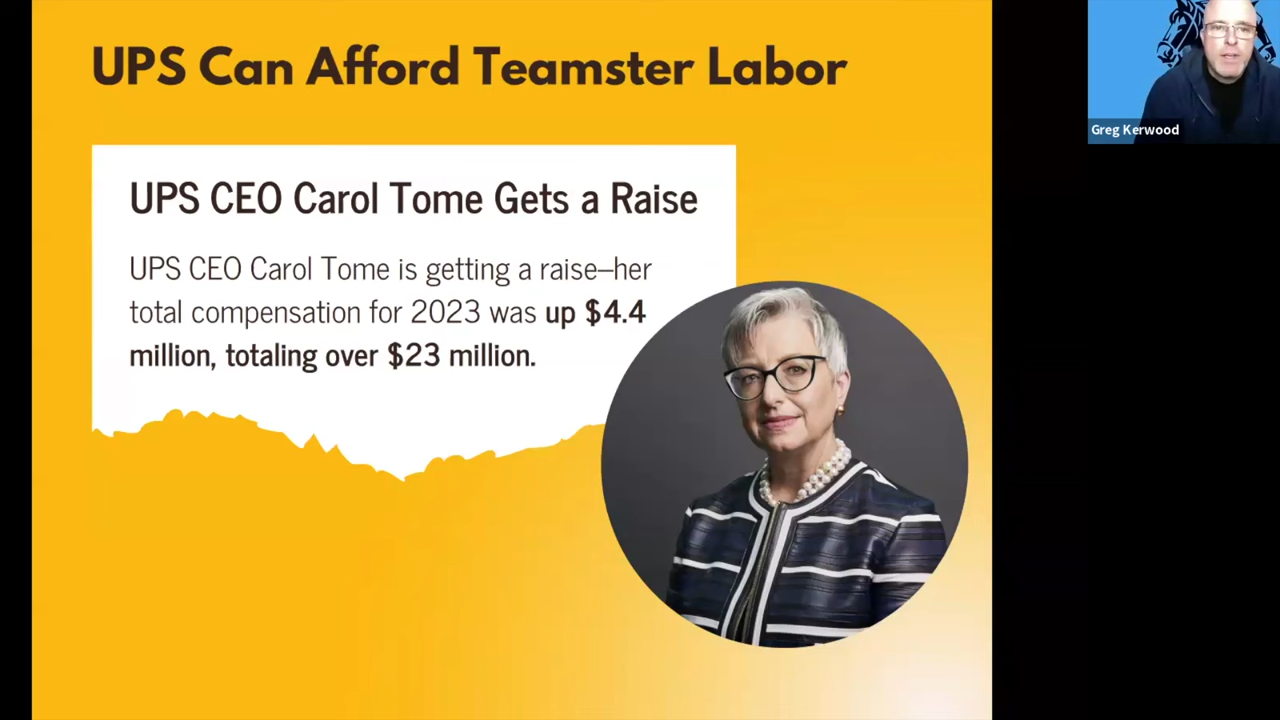 UPS Can Afford Teamster Labor
UPS CEO Carol Tome Gets a Raise
UPS CEO Carol Tome is getting a raise–her
total compensation for 2023 was up $4.4
million, totaling over $23 million.
Greg Kerwood